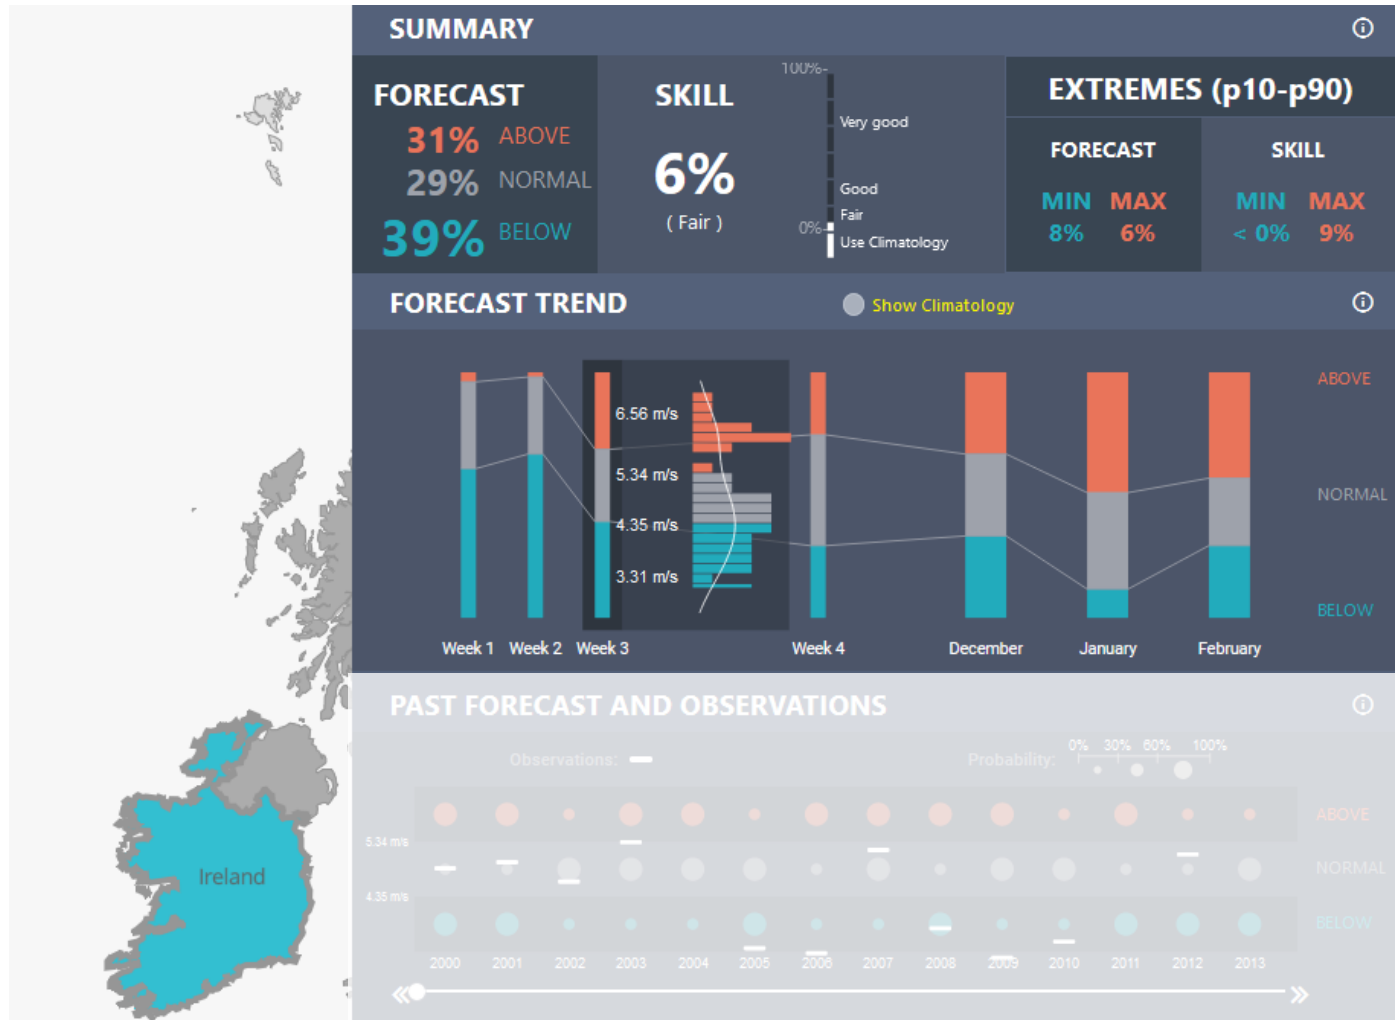 SUMMARY
FORECAST
31% ABOVE
29% NORMAL
39% BELOW
SKILL
6%
( Fair )
100%
Very good
Good
Fair
0%
Use Climatology
EXTREMES (p10-p90)
FORECAST
MIN MAX
8% 6%
SKILL
MIN MAX
< 0% 9%
FORECAST TREND
Show Climatology
6.56 m/s
5.34 m/s
4.35 m/s
3.31 m/s
ABOVE
NORMAL
BELOW
Week 1 Week 2 Week 3 Week 4 December January February
PAST FORECAST AND OBSERVATIONS
Observations:
Probability:
0% 30% 60% 100%
ABOVE
5.34 m/s
NORMAL
4.35 m/s
BELOW
2000 2001 2002 2003 2004 2005 2006 2007 2008 2009 2010 2011 2012 2013
Ireland